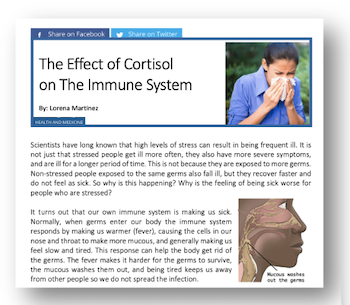 Share on Facebook Share on Twitter
The Effect of Cortisol
on The Immune System
By: Lorena Martinez
HEALTH AND MEDICINE
Scientists have long known that high levels of stress can result in being frequent ill. It is
not just that stressed people get ill more often, they also have more severe symptoms,
and are ill for a longer period of time. This is not because they are exposed to more germs.
Non-stressed people exposed to the same germs also fall ill, but they recover faster and
do not feel as sick. So why is this happening? Why is the feeling of being sick worse for
people who are stressed?
It turns out that our own immune system is making us sick.
Normally, when germs enter our body the immune system
responds by making us warmer (fever), causing the cells in our
nose and throat to make more mucous, and generally making us
feel slow and tired. This response can help the body get rid of
the germs. The fever makes it harder for the germs to survive,
the mucous washes them out, and being tired keeps us away
from other people so we do not spread the infection.
Mucous washes
out the germs